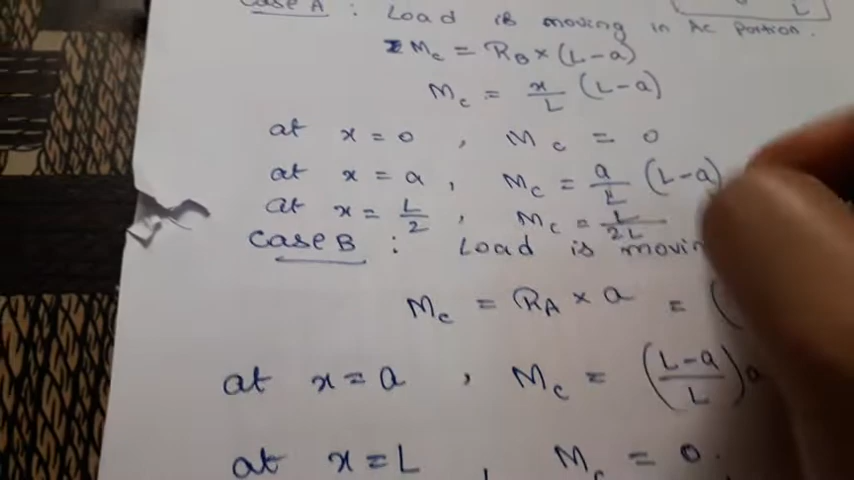 Case A : Load is moving in Ac portion.
ΣMc = RB × (L-a)
Mc = x/L (L-a)
at x = 0 , Mc = 0
at x = a , Mc = a/L (L-a)
at x = L/2 , Mc = L/2L
Case B : Load is movin
Mc = RA × a = (
at x = a , Mc = ((L-a)/L) a
at x = L , Mc = 0.